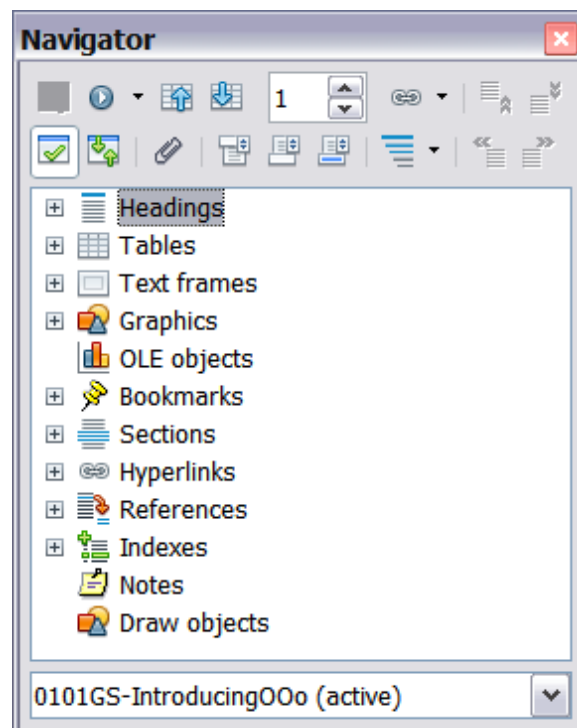 Navigator
1
Headings
Tables
Text frames
Graphics
OLE objects
Bookmarks
Sections
Hyperlinks
References
Indexes
Notes
Draw objects
0101GS-IntroducingOOo (active)